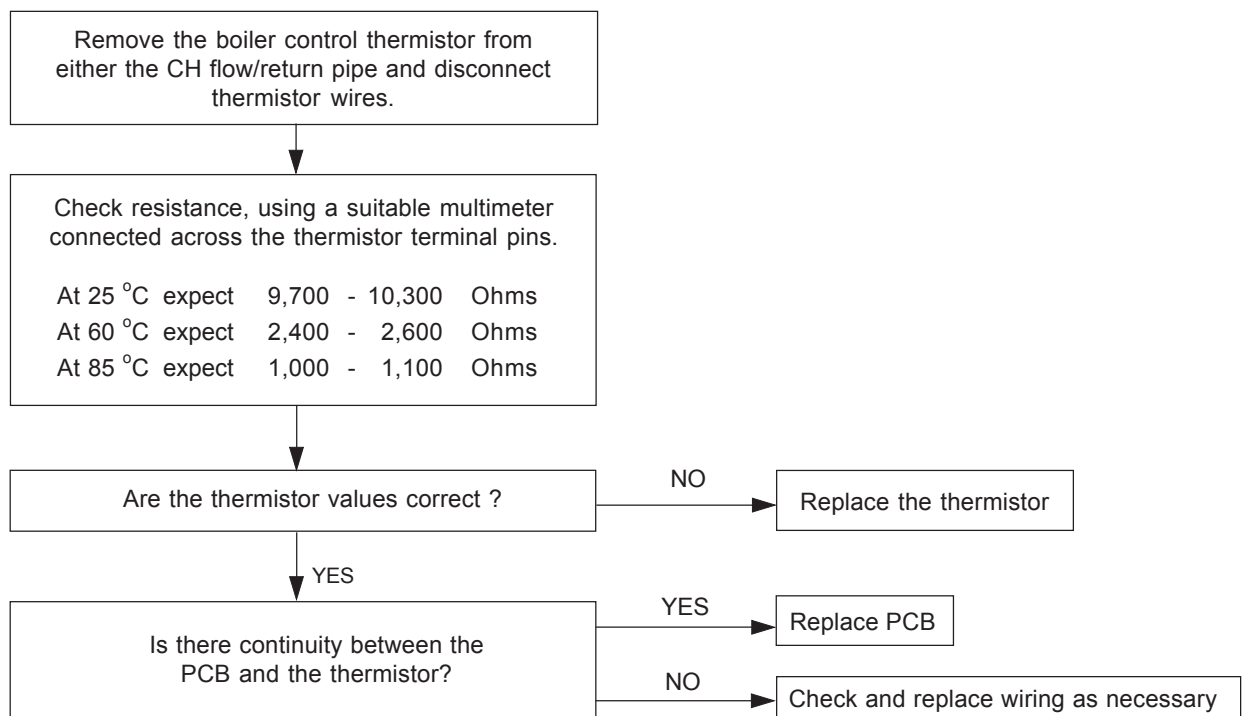 Remove the boiler control thermistor from
either the CH flow/return pipe and disconnect
thermistor wires.
Check resistance, using a suitable multimeter
connected across the thermistor terminal pins.
At 25 °C expect 9,700 - 10,300 Ohms
At 60 °C expect 2,400 - 2,600 Ohms
At 85 °C expect 1,000 - 1,100 Ohms
Are the thermistor values correct ?
NO
Replace the thermistor
YES
Is there continuity between the
PCB and the thermistor?
YES
Replace PCB
NO
Check and replace wiring as necessary